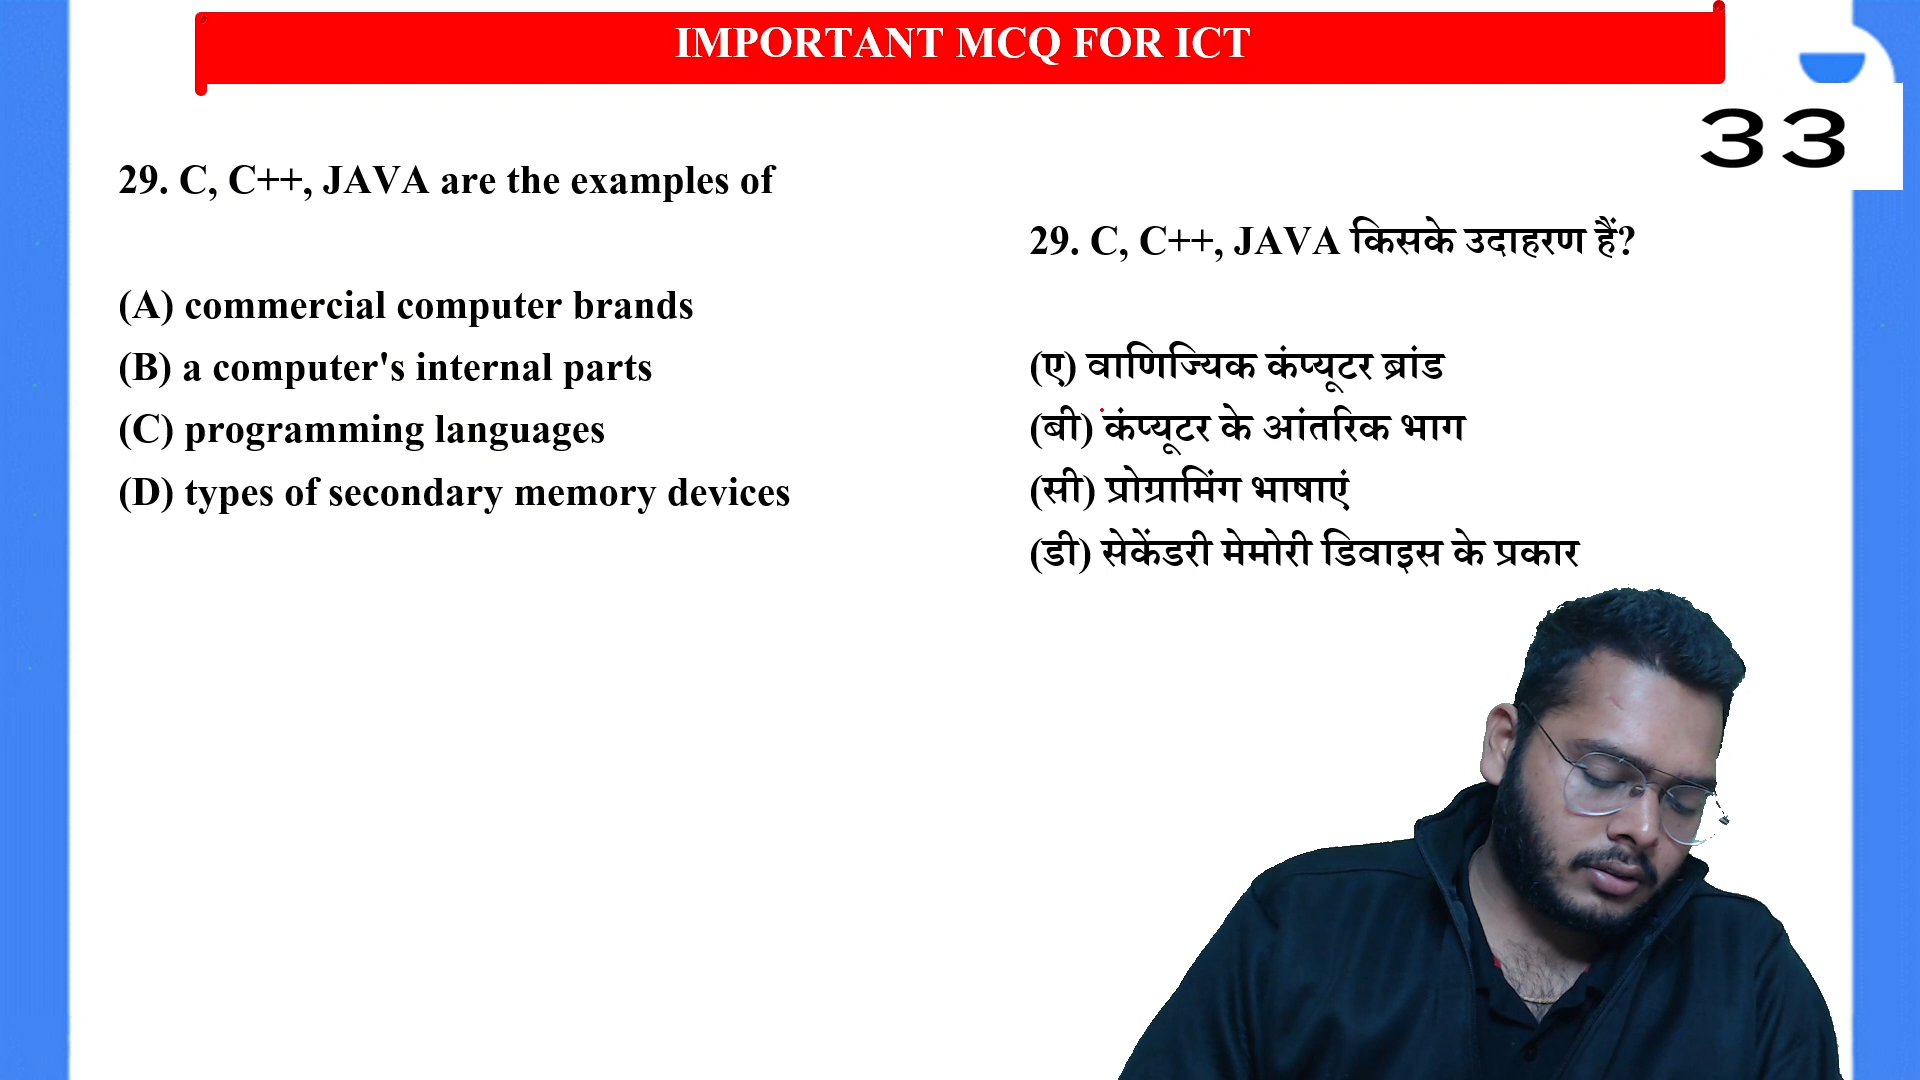 IMPORTANT MCQ FOR ICT
33
29. C, C++, JAVA are the examples of
(A) commercial computer brands
(B) a computer's internal parts
(C) programming languages
(D) types of secondary memory devices
29. C, C++, JAVA किसके उदाहरण हैं?
(ए) वाणिज्यिक कंप्यूटर ब्रांड
(बी) कंप्यूटर के आंतरिक भाग
(सी) प्रोग्रामिंग भाषाएं
(डी) सेकेंडरी मेमोरी डिवाइस के प्रकार